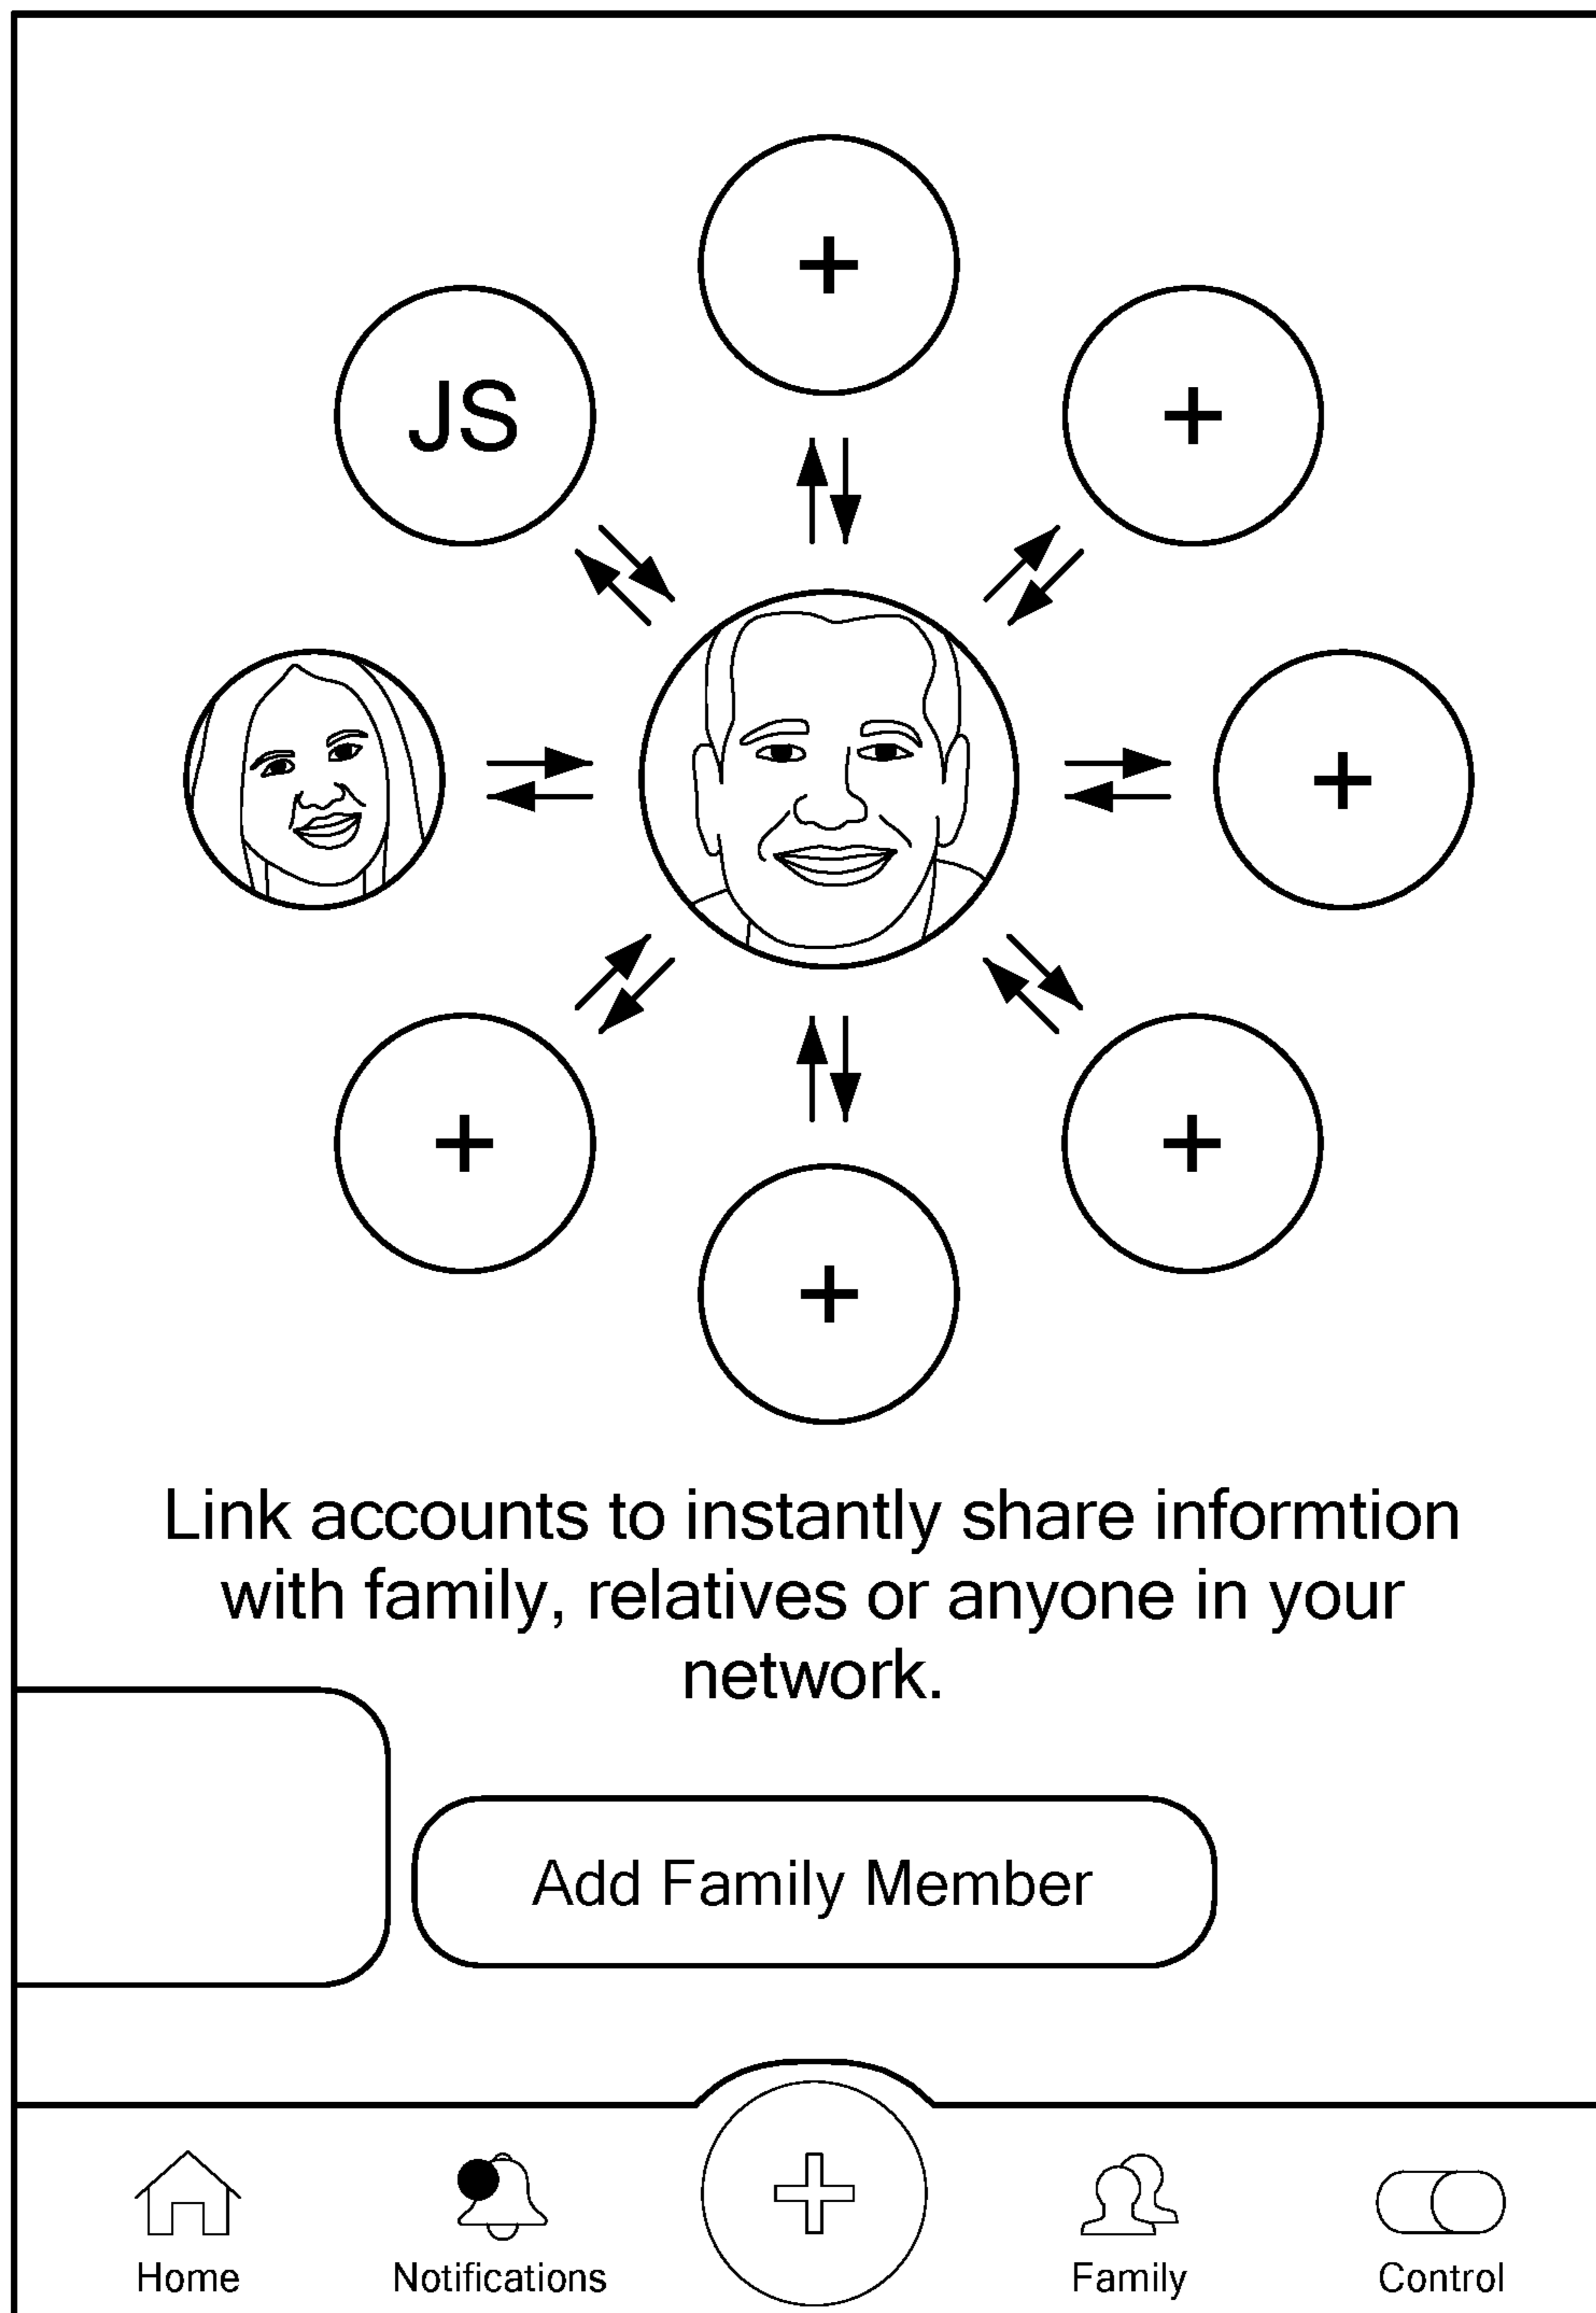 +
JS
+
+
+
+
+
Link accounts to instantly share informtion
with family, relatives or anyone in your
network.
Add Family Member
Home
Notifications
Family
Control